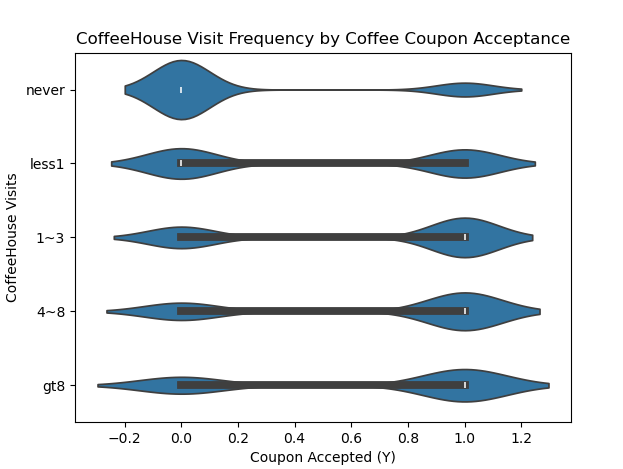 CoffeeHouse Visit Frequency by Coffee Coupon Acceptance
never
less1
1~3
4~8
gt8
CoffeeHouse Visits
−0.2 0.0 0.2 0.4 0.6 0.8 1.0 1.2
Coupon Accepted (Y)